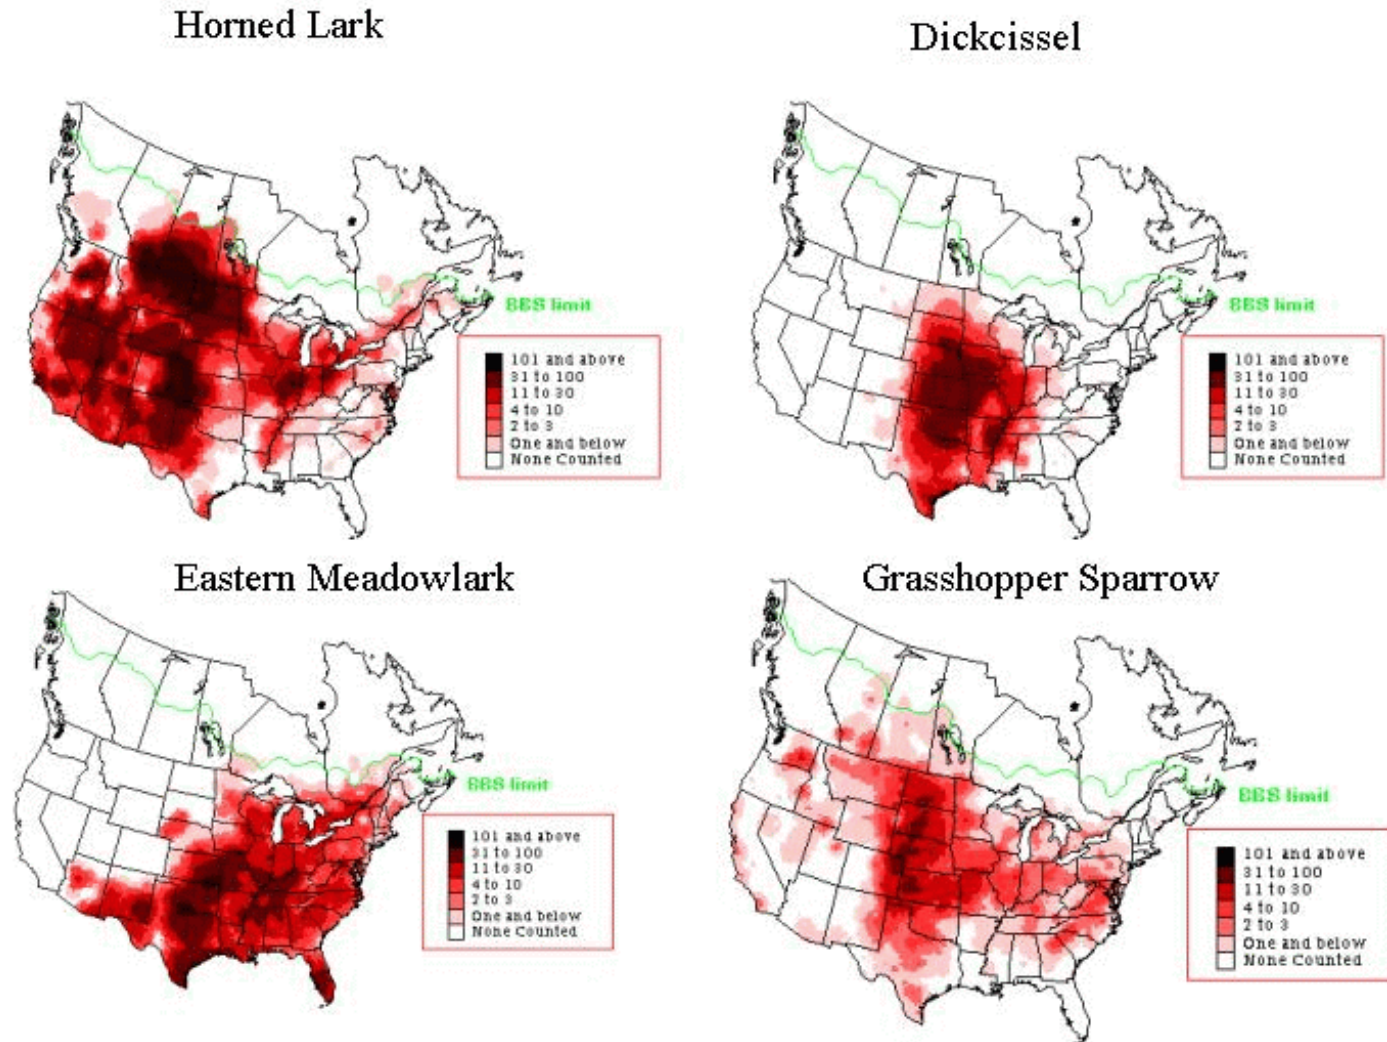 Horned Lark
Dickcissel
BBS limit
101 and above
31 to 100
11 to 30
4 to 10
2 to 3
One and below
None Counted
BBS limit
101 and above
31 to 100
11 to 30
4 to 10
2 to 3
One and below
None Counted
Eastern Meadowlark
Grasshopper Sparrow
BBS limit
101 and above
31 to 100
11 to 30
4 to 10
2 to 3
One and below
None Counted
BBS limit
101 and above
31 to 100
11 to 30
4 to 10
2 to 3
One and below
None Counted